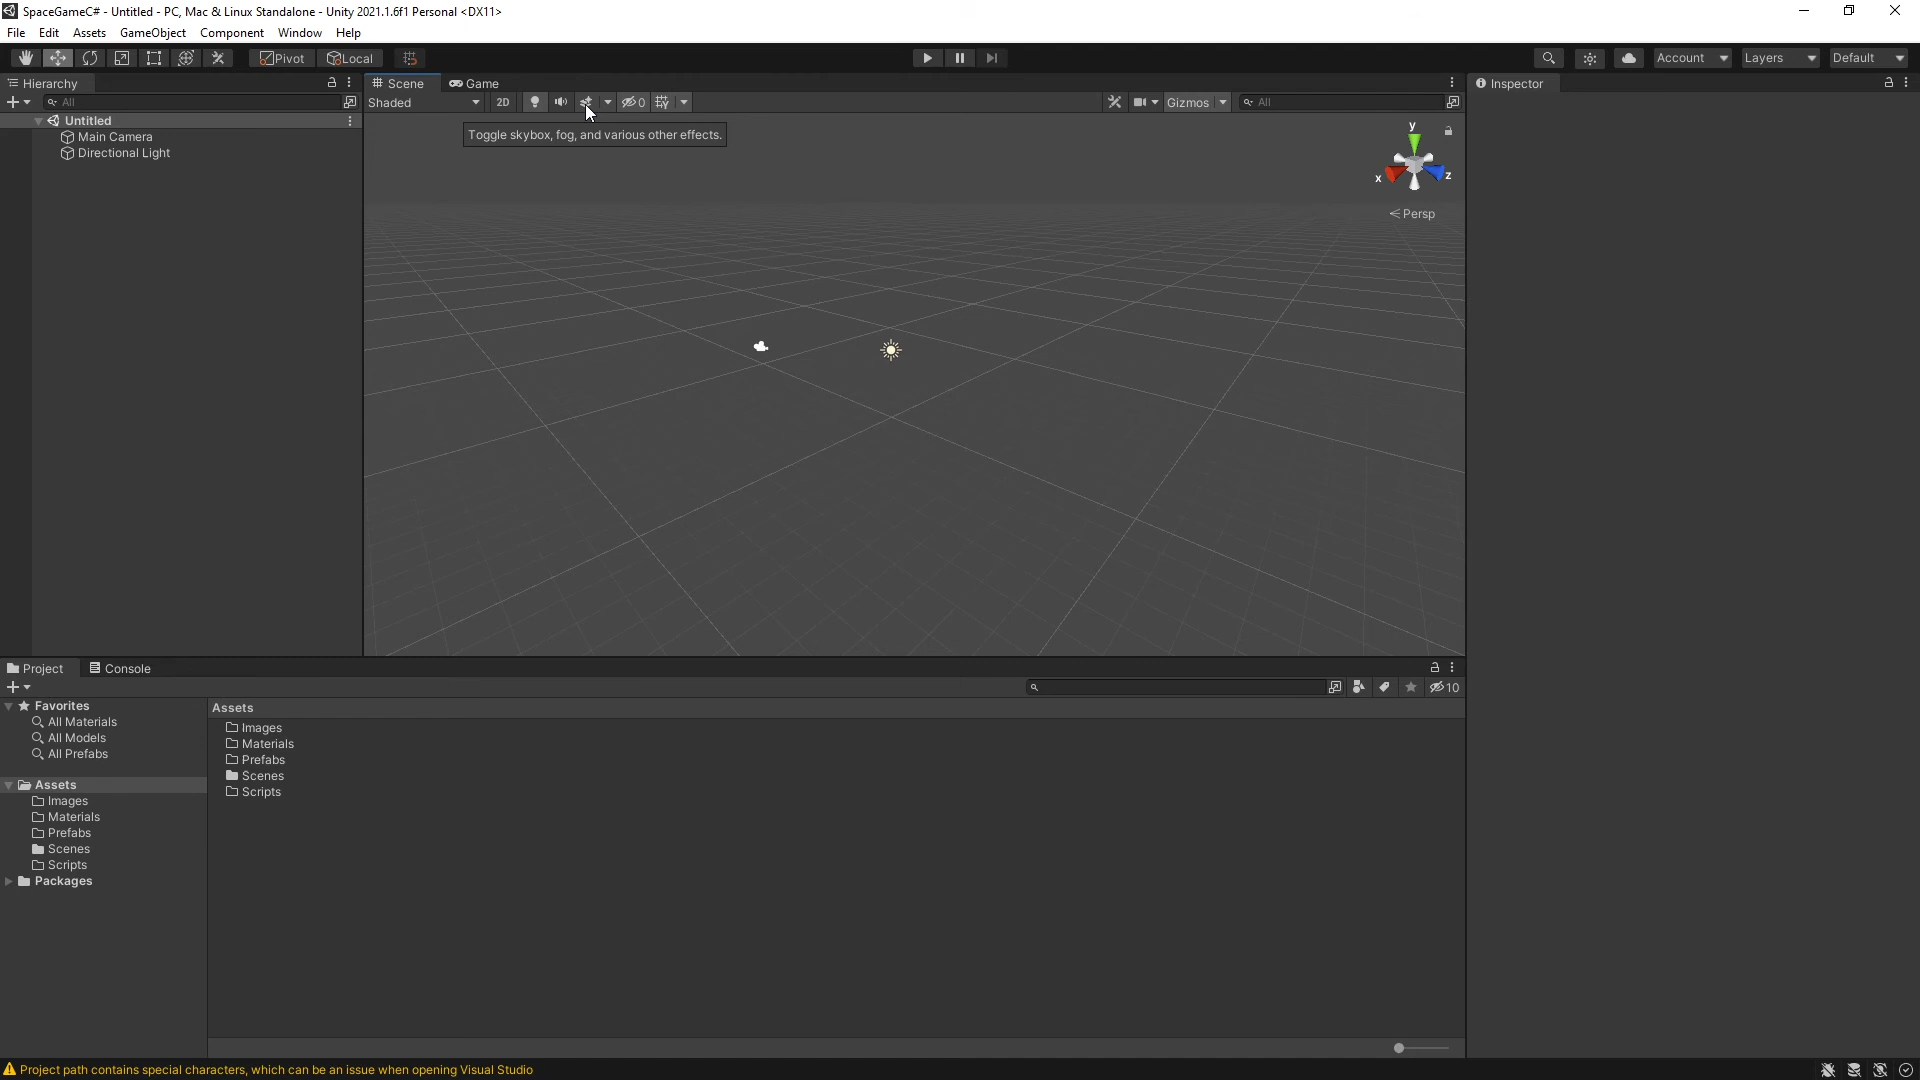 SpaceGameC# - Untitled - PC, Mac & Linux Standalone - Unity 2021.1.6f1 Personal <DX11>
File Edit Assets GameObject Component Window Help
Pivot Local Account Layers Default
Hierarchy
All
Untitled
Main Camera
Directional Light
Scene Game
Shaded 2D 0 Gizmos All
Toggle skybox, fog, and various other effects.
y
x z
Persp
Inspector
Project Console
10
Favorites
All Materials
All Models
All Prefabs
Assets
Images
Materials
Prefabs
Scenes
Scripts
Packages
Assets
Images
Materials
Prefabs
Scenes
Scripts
Project path contains special characters, which can be an issue when opening Visual Studio